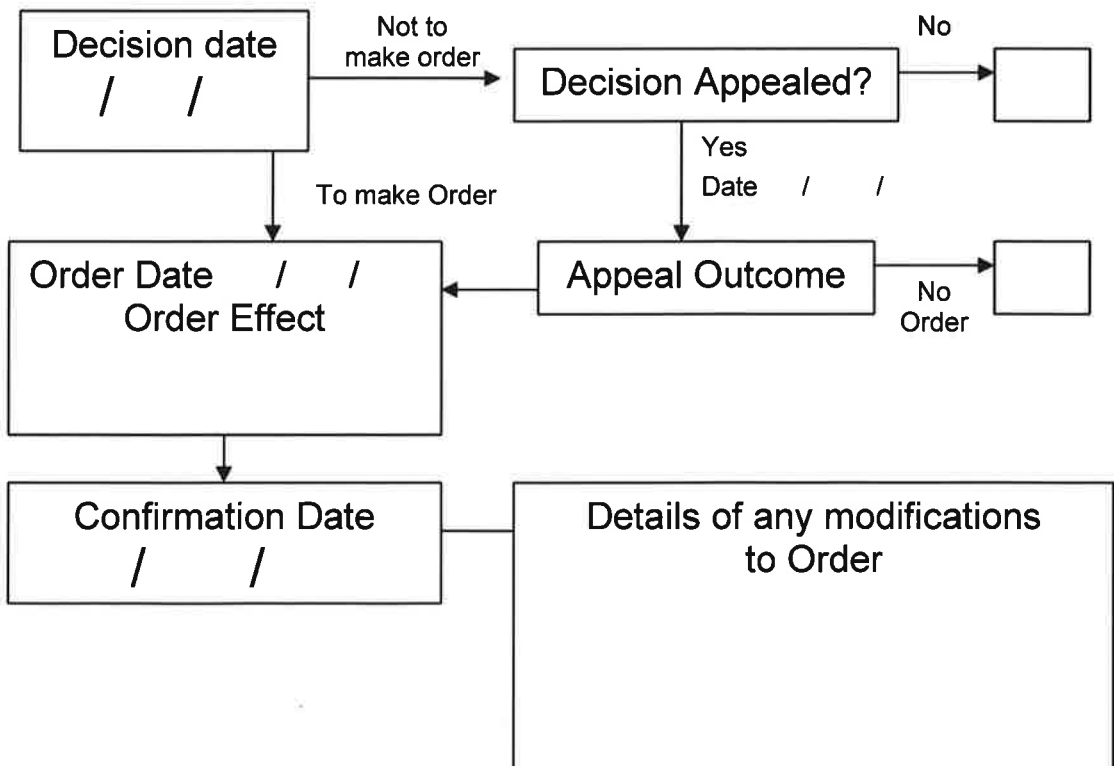 Decision date
/ /
Not to
make order
Decision Appealed?
No
Yes
Date / /
To make Order
Order Date / /
Order Effect
Appeal Outcome
No
Order
Confirmation Date
/ /
Details of any modifications
to Order